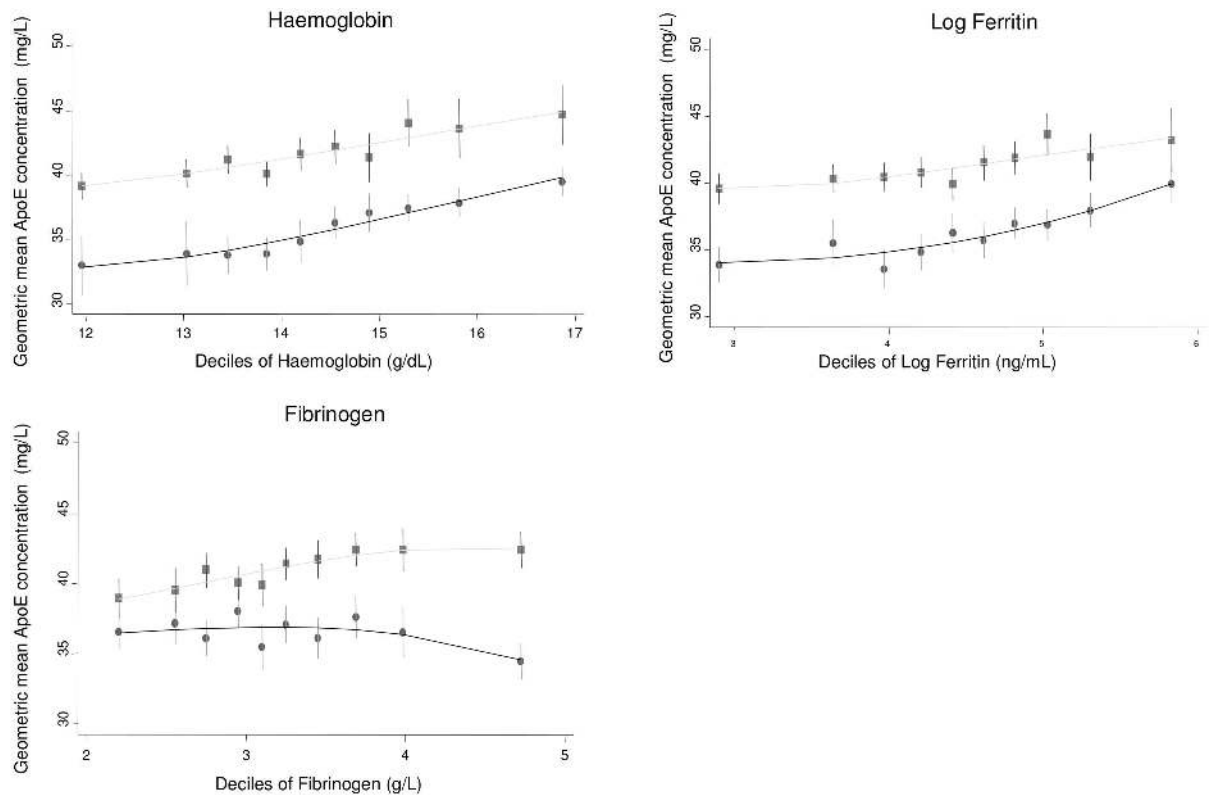 Haemoglobin
Geometric mean ApoE concentration (mg/L)
50
45
40
35
30
12 13 14 15 16 17
Deciles of Haemoglobin (g/dL)
Log Ferritin
Geometric mean ApoE concentration (mg/L)
50
45
40
35
30
3 4 5 6
Deciles of Log Ferritin (ng/mL)
Fibrinogen
Geometric mean ApoE concentration (mg/L)
50
45
40
35
30
2 3 4 5
Deciles of Fibrinogen (g/L)